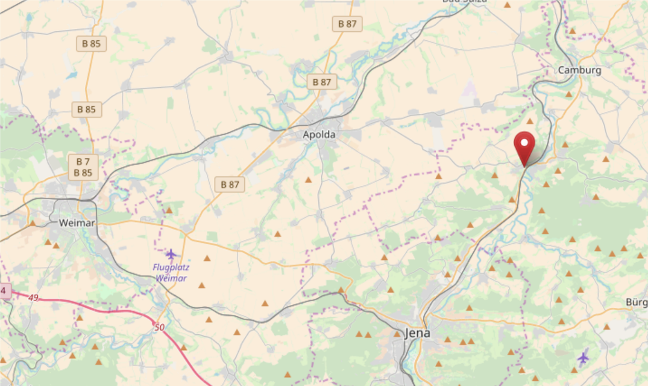 Bad Sulza
B 87
B 85
Camburg
B 87
B 85
Apolda
B 7
B 85
B 87
Weimar
Flugplatz
Weimar
4
49
50
Bürg
Jena